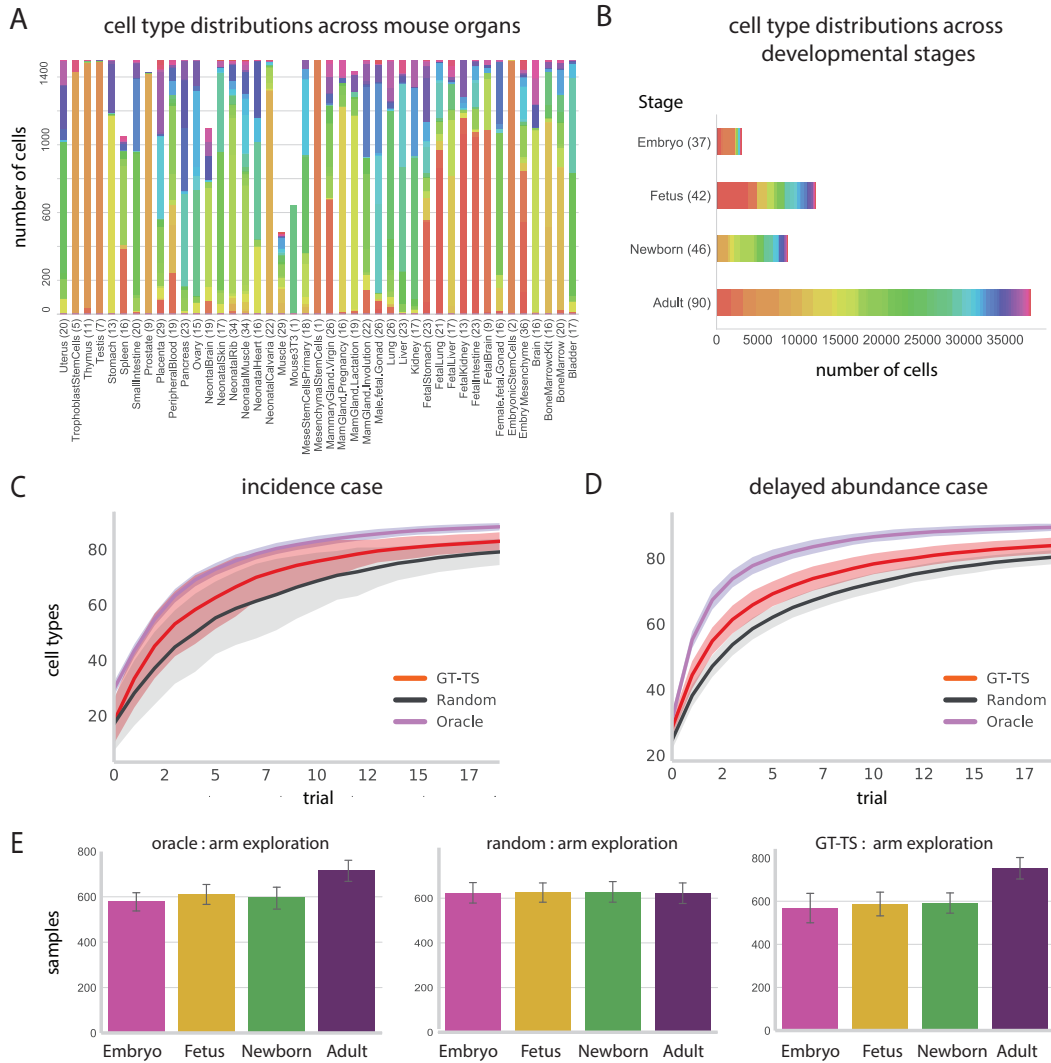 A
cell type distributions across mouse organs
number of cells
1400
1000
600
200
0
Uterus (20)
TrophoblastStemCells (5)
Thymus (11)
Testis (7)
Stomach (13)
Spleen (16)
SmallIntestine (20)
Prostate (9)
Placenta (29)
PeripheralBlood (19)
Pancreas (23)
Ovary (15)
NeontalBrain (19)
NeonatalSkin (17)
NeonatalRib (34)
NeonatalMuscle (34)
NeonatalHeart (16)
NeonatalCalvaria (22)
Muscle (29)
Mouse3T3 (1)
MeseStemCellsPrimary (18)
MesenchymalStemCells (1)
MammaryGland.Virgin (26)
MamGland.Pregnancy (16)
MamGland.Lactation (19)
MamGland.Involution (22)
Male.fetal.Gonad (26)
Lung (26)
Liver (23)
Kidney (17)
FetalStomach (23)
FetalLung (21)
FetalLiver (17)
FetalKidney (13)
FetalIntestine (23)
FetalBrain (9)
Female.fetal.Gonad (16)
EmbryonicStemCells (2)
EmbryMesenchyme (36)
Brain (16)
BoneMarrowcKit (16)
BoneMarrow (20)
Bladder (17)
B
cell type distributions across
developmental stages
Stage
Embryo (37)
Fetus (42)
Newborn (46)
Adult (90)
0 5000 10000 15000 20000 25000 30000 35000
number of cells
C
incidence case
cell types
80
60
40
20
0 2 5 7 10 12 15 17
trial
GT-TS
Random
Oracle
D
delayed abundance case
80
60
40
20
0 2 5 7 10 12 15 17
trial
GT-TS
Random
Oracle
E
oracle : arm exploration
samples
800
600
400
200
0
Embryo Fetus Newborn Adult
random : arm exploration
800
600
400
200
0
Embryo Fetus Newborn Adult
GT-TS : arm exploration
800
600
400
200
0
Embryo Fetus Newborn Adult